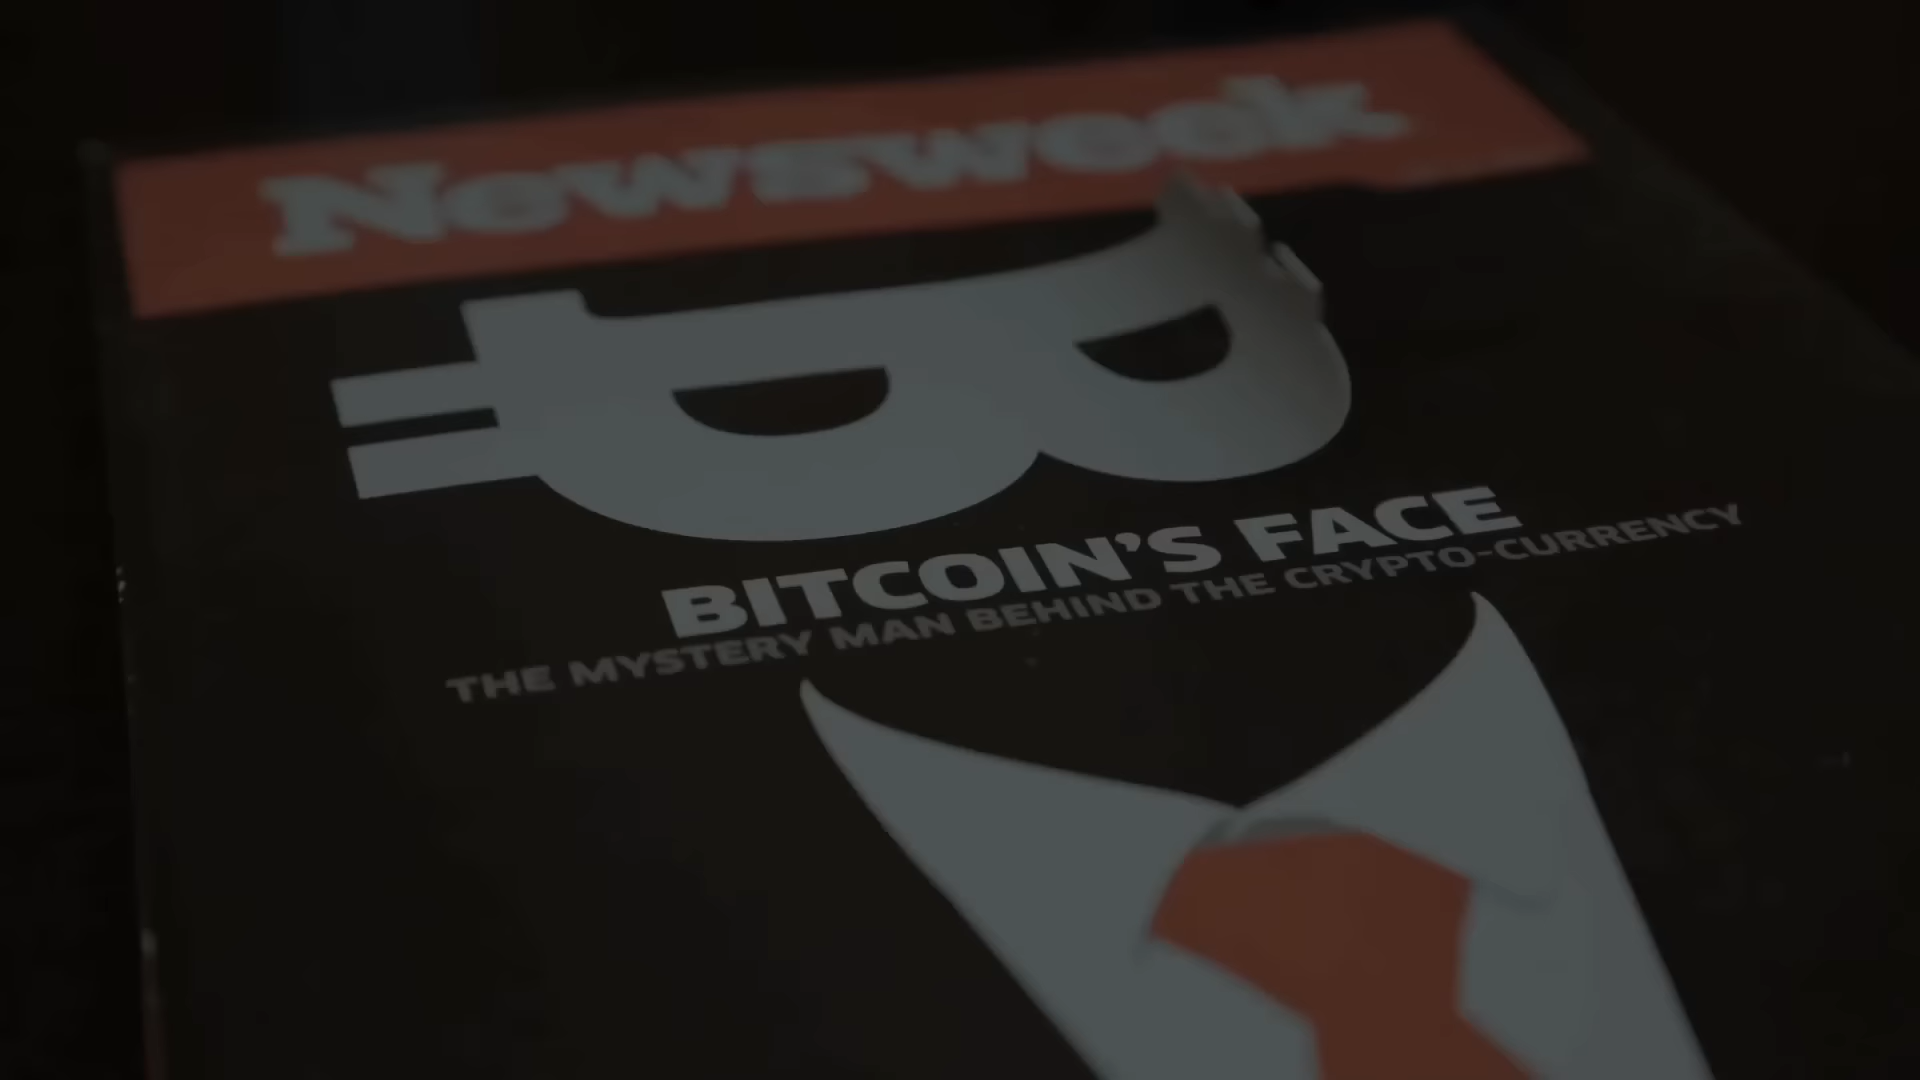 Newsweek
BITCOIN'S FACE
THE MYSTERY MAN BEHIND THE CRYPTO-CURRENCY